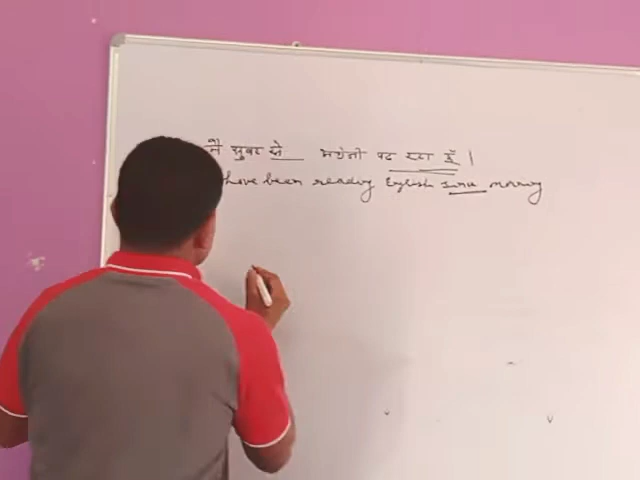 मैं सुबह से अंग्रेजी पढ रहा हूँ।
have been reading English since morning